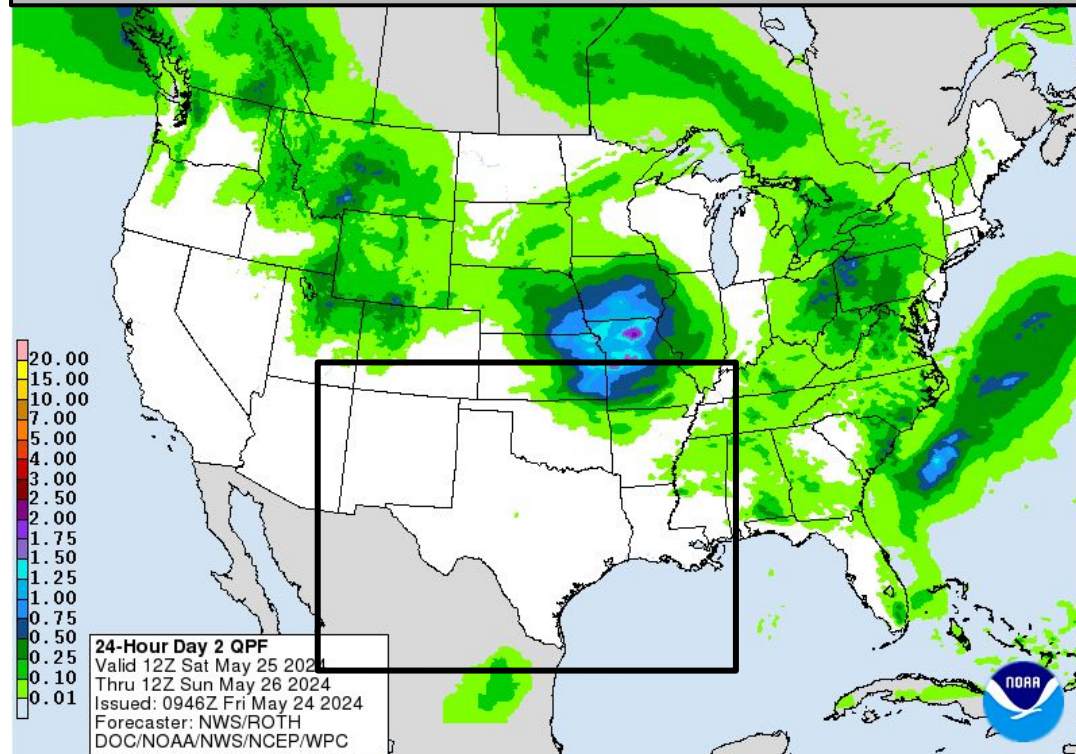 20.00
15.00
10.00
7.00
5.00
4.00
3.00
2.50
2.00
1.75
1.50
1.25
1.00
0.75
0.50
0.25
0.10
0.01
24-Hour Day 2 QPF
Valid 12Z Sat May 25 2024
Thru 12Z Sun May 26 2024
Issued: 0946Z Fri May 24 2024
Forecaster: NWS/ROTH
DOC/NOAA/NWS/NCEP/WPC
NOAA